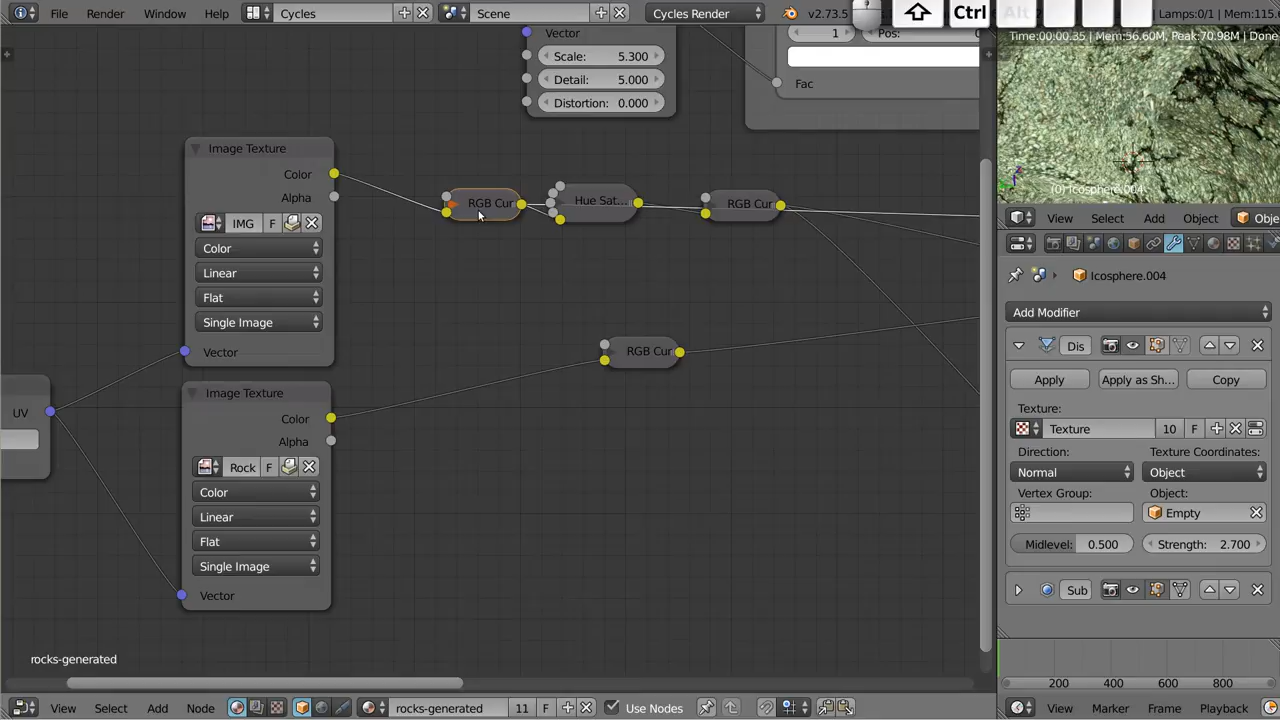 File Render Window Help Cycles Scene Cycles Render v2.73.5 Ctrl Alt Lamps:0/1 | Mem:115.
Time:00:00.35 | Mem:56.60M, Peak:70.98M | Done
Vector
Scale: 5.300
Detail: 5.000
Distortion: 0.000
1
Pos:
Fac
Image Texture
Color
Alpha
IMG F
Color
Linear
Flat
Single Image
Vector
RGB Cur
Hue Sat...
RGB Cur
RGB Cur
UV
Image Texture
Color
Alpha
Rock F
Color
Linear
Flat
Single Image
Vector
rocks-generated
View Select Add Node rocks-generated 11 F Use Nodes
(0) Icosphere.004
View Select Add Obje
Icosphere.004
Add Modifier
Dis
Apply Apply as Sh... Copy
Texture:
Texture 10 F
Direction: Texture Coordinates:
Normal Object
Vertex Group: Object:
Empty
Midlevel: 0.500 Strength: 2.700
Sub
200 400 600 800
View Marker Frame Playback